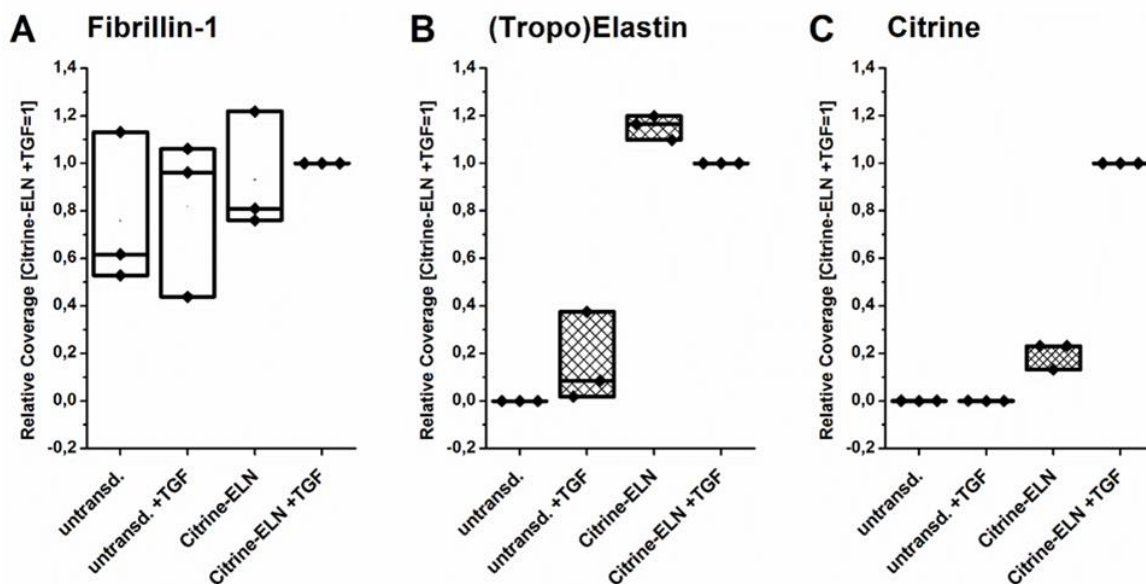 A Fibrillin-1
Relative Coverage [Citrine-ELN +TGF=1]
1,4
1,2
1,0
0,8
0,6
0,4
0,2
0,0
-0,2
untransd.
untransd. +TGF
Citrine-ELN
Citrine-ELN +TGF
B (Tropo)Elastin
Relative Coverage [Citrine-ELN +TGF=1]
1,4
1,2
1,0
0,8
0,6
0,4
0,2
0,0
-0,2
untransd.
untransd. +TGF
Citrine-ELN
Citrine-ELN +TGF
C Citrine
Relative Coverage [Citrine-ELN +TGF=1]
1,4
1,2
1,0
0,8
0,6
0,4
0,2
0,0
-0,2
untransd.
untransd. +TGF
Citrine-ELN
Citrine-ELN +TGF